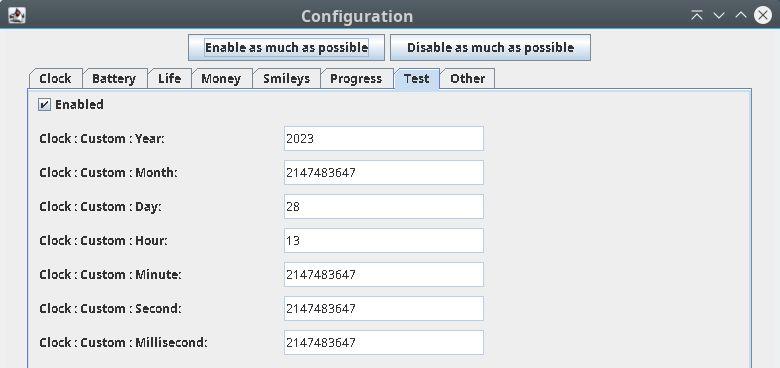 Configuration
Enable as much as possible Disable as much as possible
Clock Battery Life Money Smileys Progress Test Other
Enabled
Clock : Custom : Year: 2023
Clock : Custom : Month: 2147483647
Clock : Custom : Day: 28
Clock : Custom : Hour: 13
Clock : Custom : Minute: 2147483647
Clock : Custom : Second: 2147483647
Clock : Custom : Millisecond: 2147483647